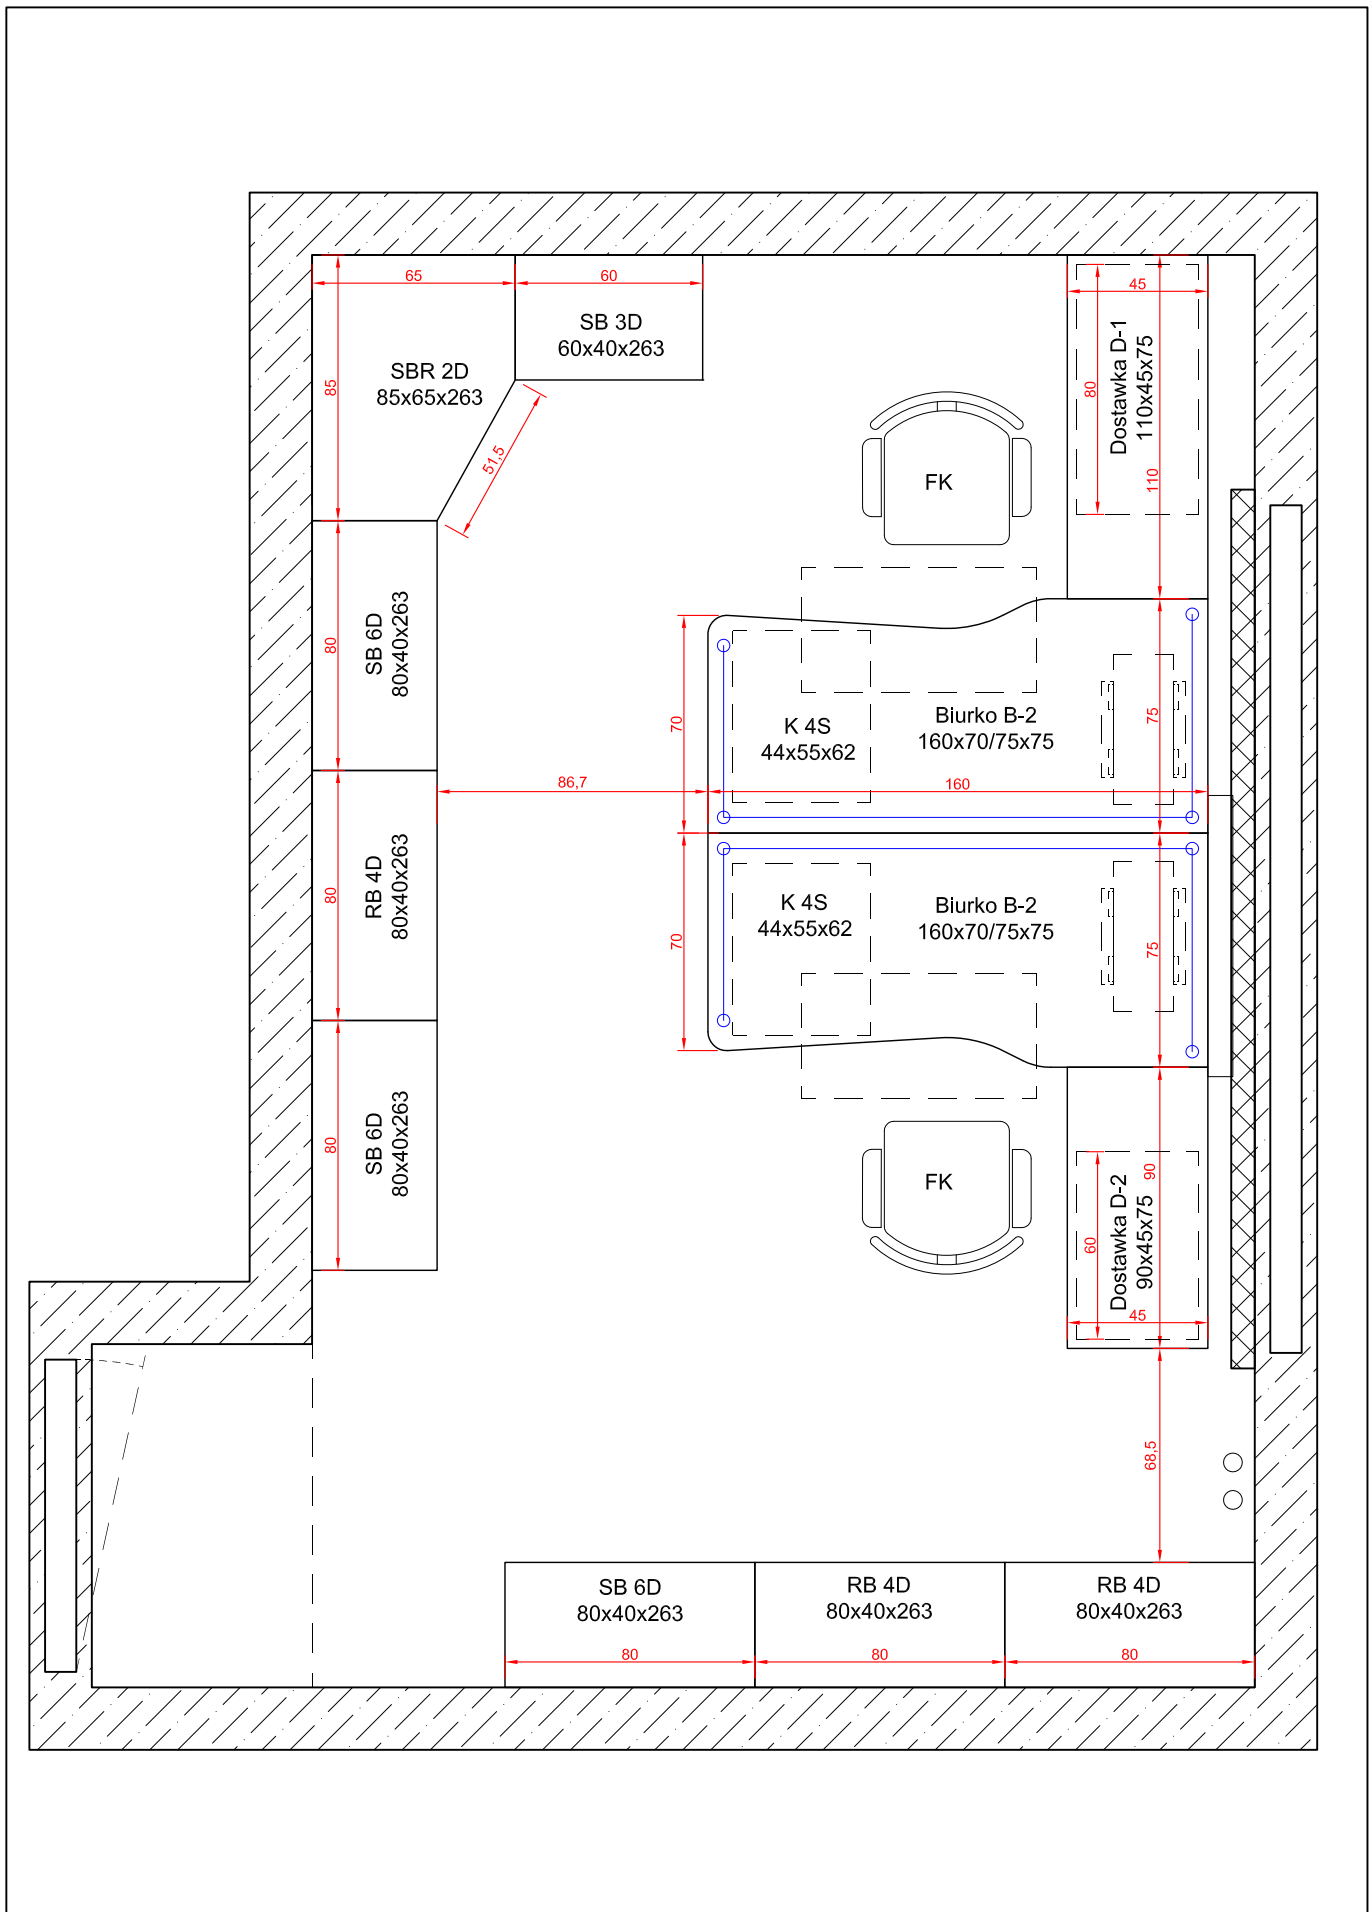 65
60
45
SB 3D
60x40x263
SBR 2D
85x65x263
85
51,5
80
Dostawka D-1
110x45x75
110
FK
SB 6D
80x40x263
80
70
K 4S
44x55x62
Biurko B-2
160x70/75x75
75
86,7
160
RB 4D
80x40x263
80
70
K 4S
44x55x62
Biurko B-2
160x70/75x75
75
SB 6D
80x40x263
80
FK
90
60
Dostawka D-2
90x45x75
45
68,5
SB 6D
80x40x263
80
RB 4D
80x40x263
80
RB 4D
80x40x263
80